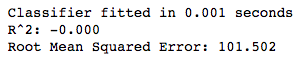 Classifier fitted in 0.001 seconds
R^2: -0.000
Root Mean Squared Error: 101.502